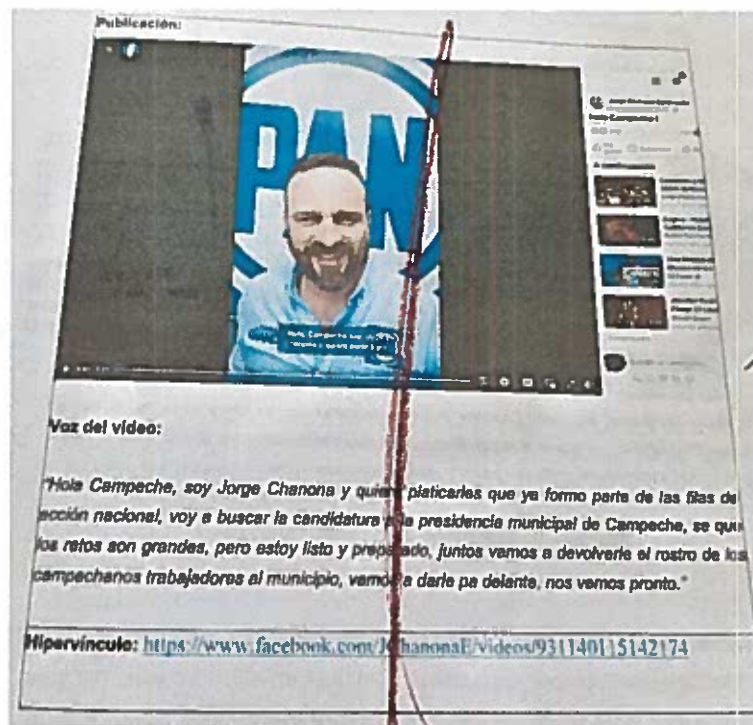 Publicación:
PAN
Hola Campeche
Voz del video:
"Hola Campeche, soy Jorge Chanona y quiero platicarles que ya formo parte de las filas de
acción nacional, voy a buscar la candidatura a la presidencia municipal de Campeche, se que
los retos son grandes, pero estoy listo y preparado, juntos vamos a devolverle el rostro de los
campechanos trabajadores al municipio, vamos a darle pa delante, nos vemos pronto."
Hipervínculo: https://www.facebook.com/JChanonaE/videos/931140115142174